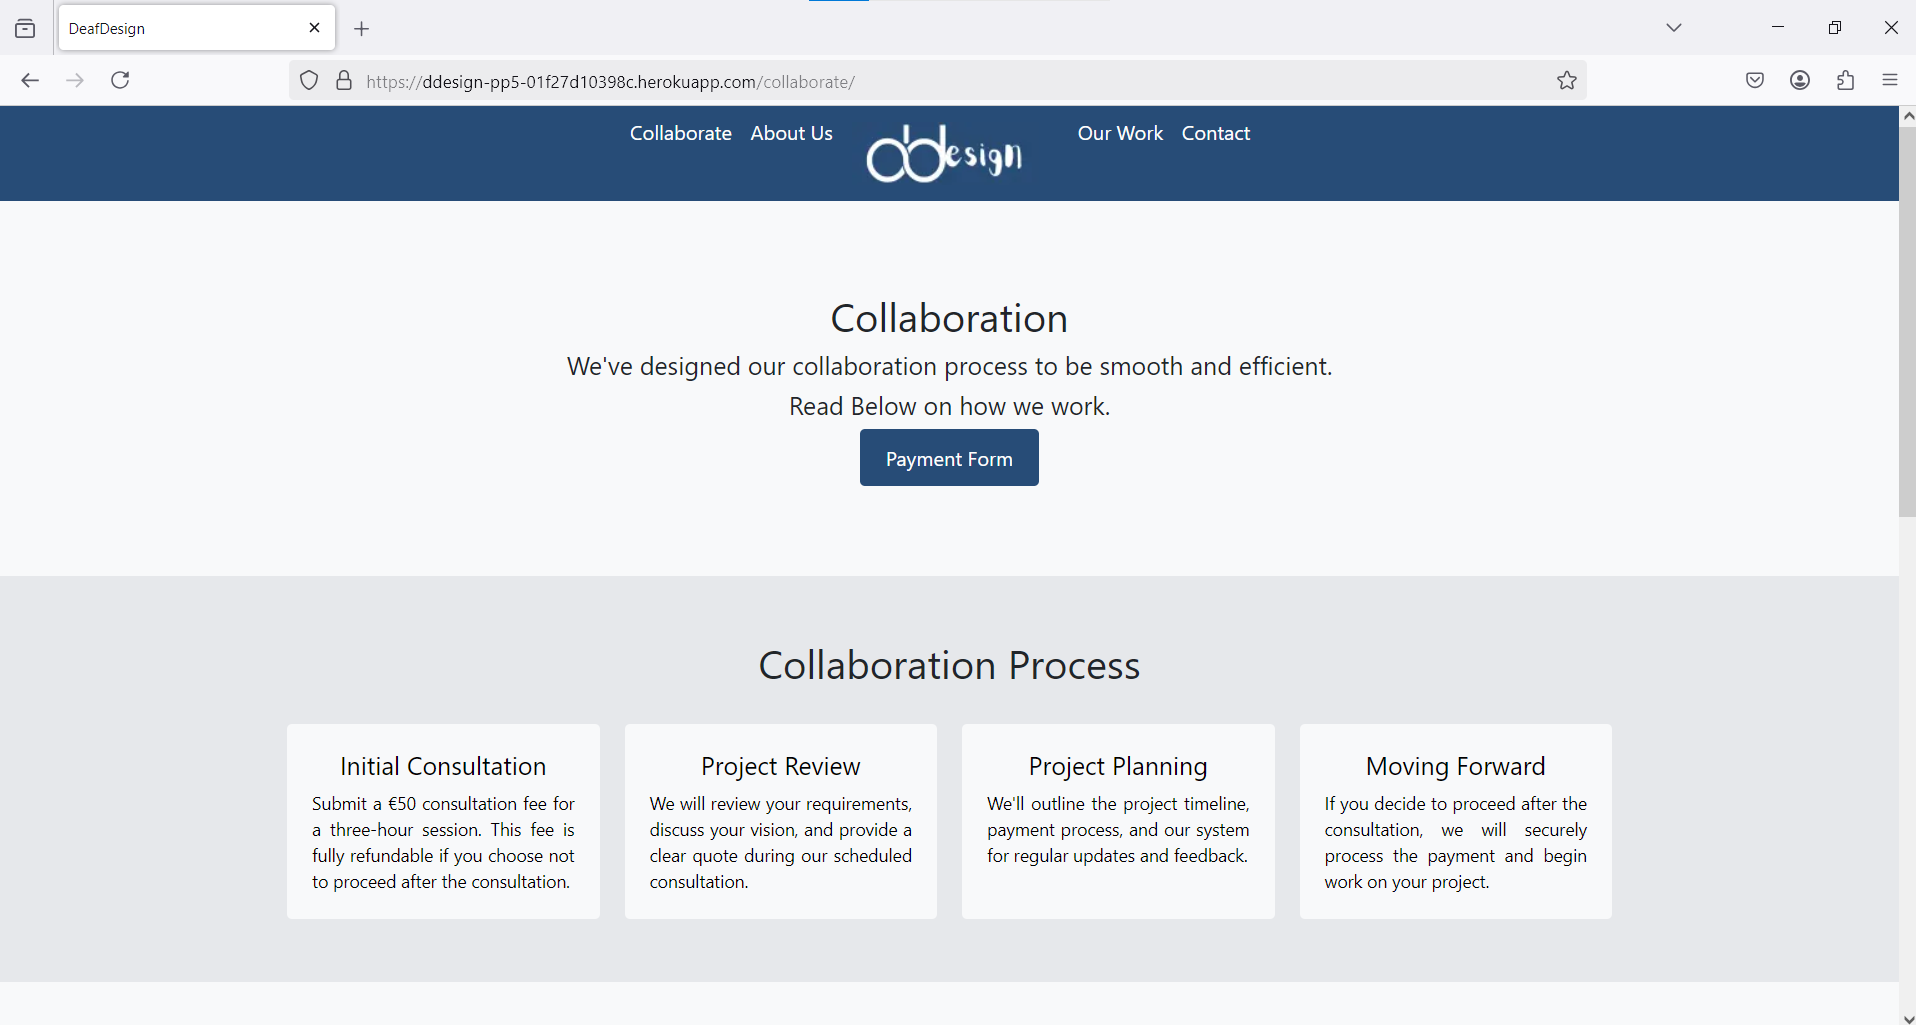 DeafDesign
https://ddesign-pp5-01f27d10398c.herokuapp.com/collaborate/
Collaborate About Us ddesign Our Work Contact
Collaboration
We've designed our collaboration process to be smooth and efficient.
Read Below on how we work.
Payment Form
Collaboration Process
Initial Consultation
Submit a €50 consultation fee for
a three-hour session. This fee is
fully refundable if you choose not
to proceed after the consultation.
Project Review
We will review your requirements,
discuss your vision, and provide a
clear quote during our scheduled
consultation.
Project Planning
We'll outline the project timeline,
payment process, and our system
for regular updates and feedback.
Moving Forward
If you decide to proceed after the
consultation, we will securely
process the payment and begin
work on your project.